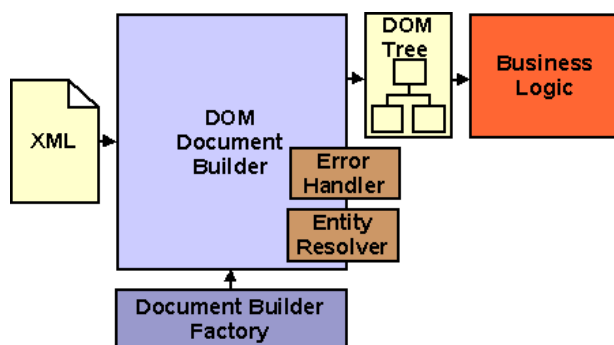 XML
DOM
Document
Builder
DOM
Tree
Business
Logic
Error
Handler
Entity
Resolver
Document Builder
Factory